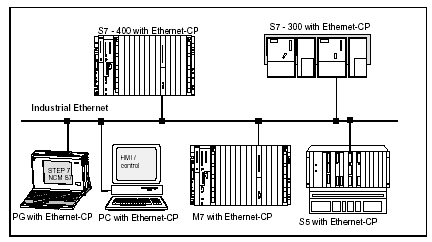 S7 - 400 with Ethernet-CP
S7 - 300 with Ethernet-CP
Industrial Ethernet
STEP 7
NCM S7
HMI /
control
PG with Ethernet-CP
PC with Ethernet-CP
M7 with Ethernet-CP
S5 with Ethernet-CP